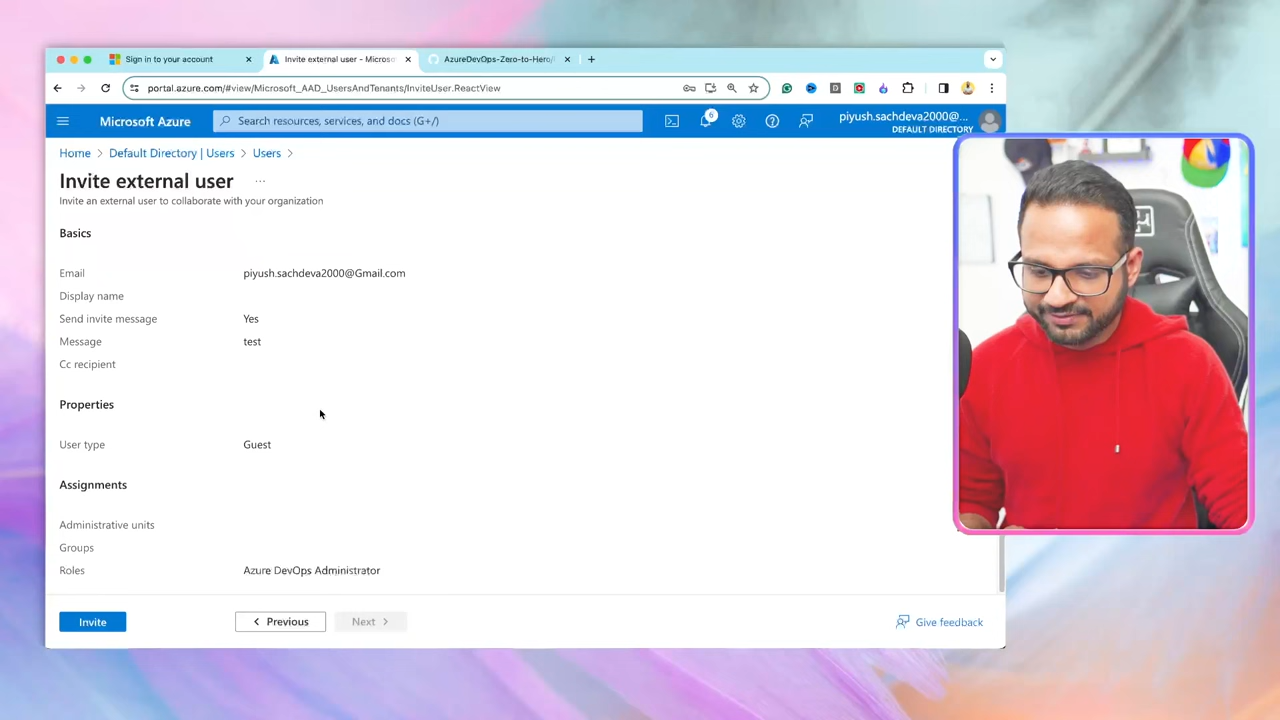 Sign in to your account
Invite external user - Microso
AzureDevOps-Zero-to-Hero/
portal.azure.com/#view/Microsoft_AAD_UsersAndTenants/InviteUser.ReactView
Microsoft Azure
Search resources, services, and docs (G+/)
6
piyush.sachdeva2000@...
DEFAULT DIRECTORY
Home > Default Directory | Users > Users >
Invite external user ...
Invite an external user to collaborate with your organization
Basics
Email piyush.sachdeva2000@Gmail.com
Display name
Send invite message Yes
Message test
Cc recipient
Properties
User type Guest
Assignments
Administrative units
Groups
Roles Azure DevOps Administrator
Invite
< Previous
Next >
Give feedback